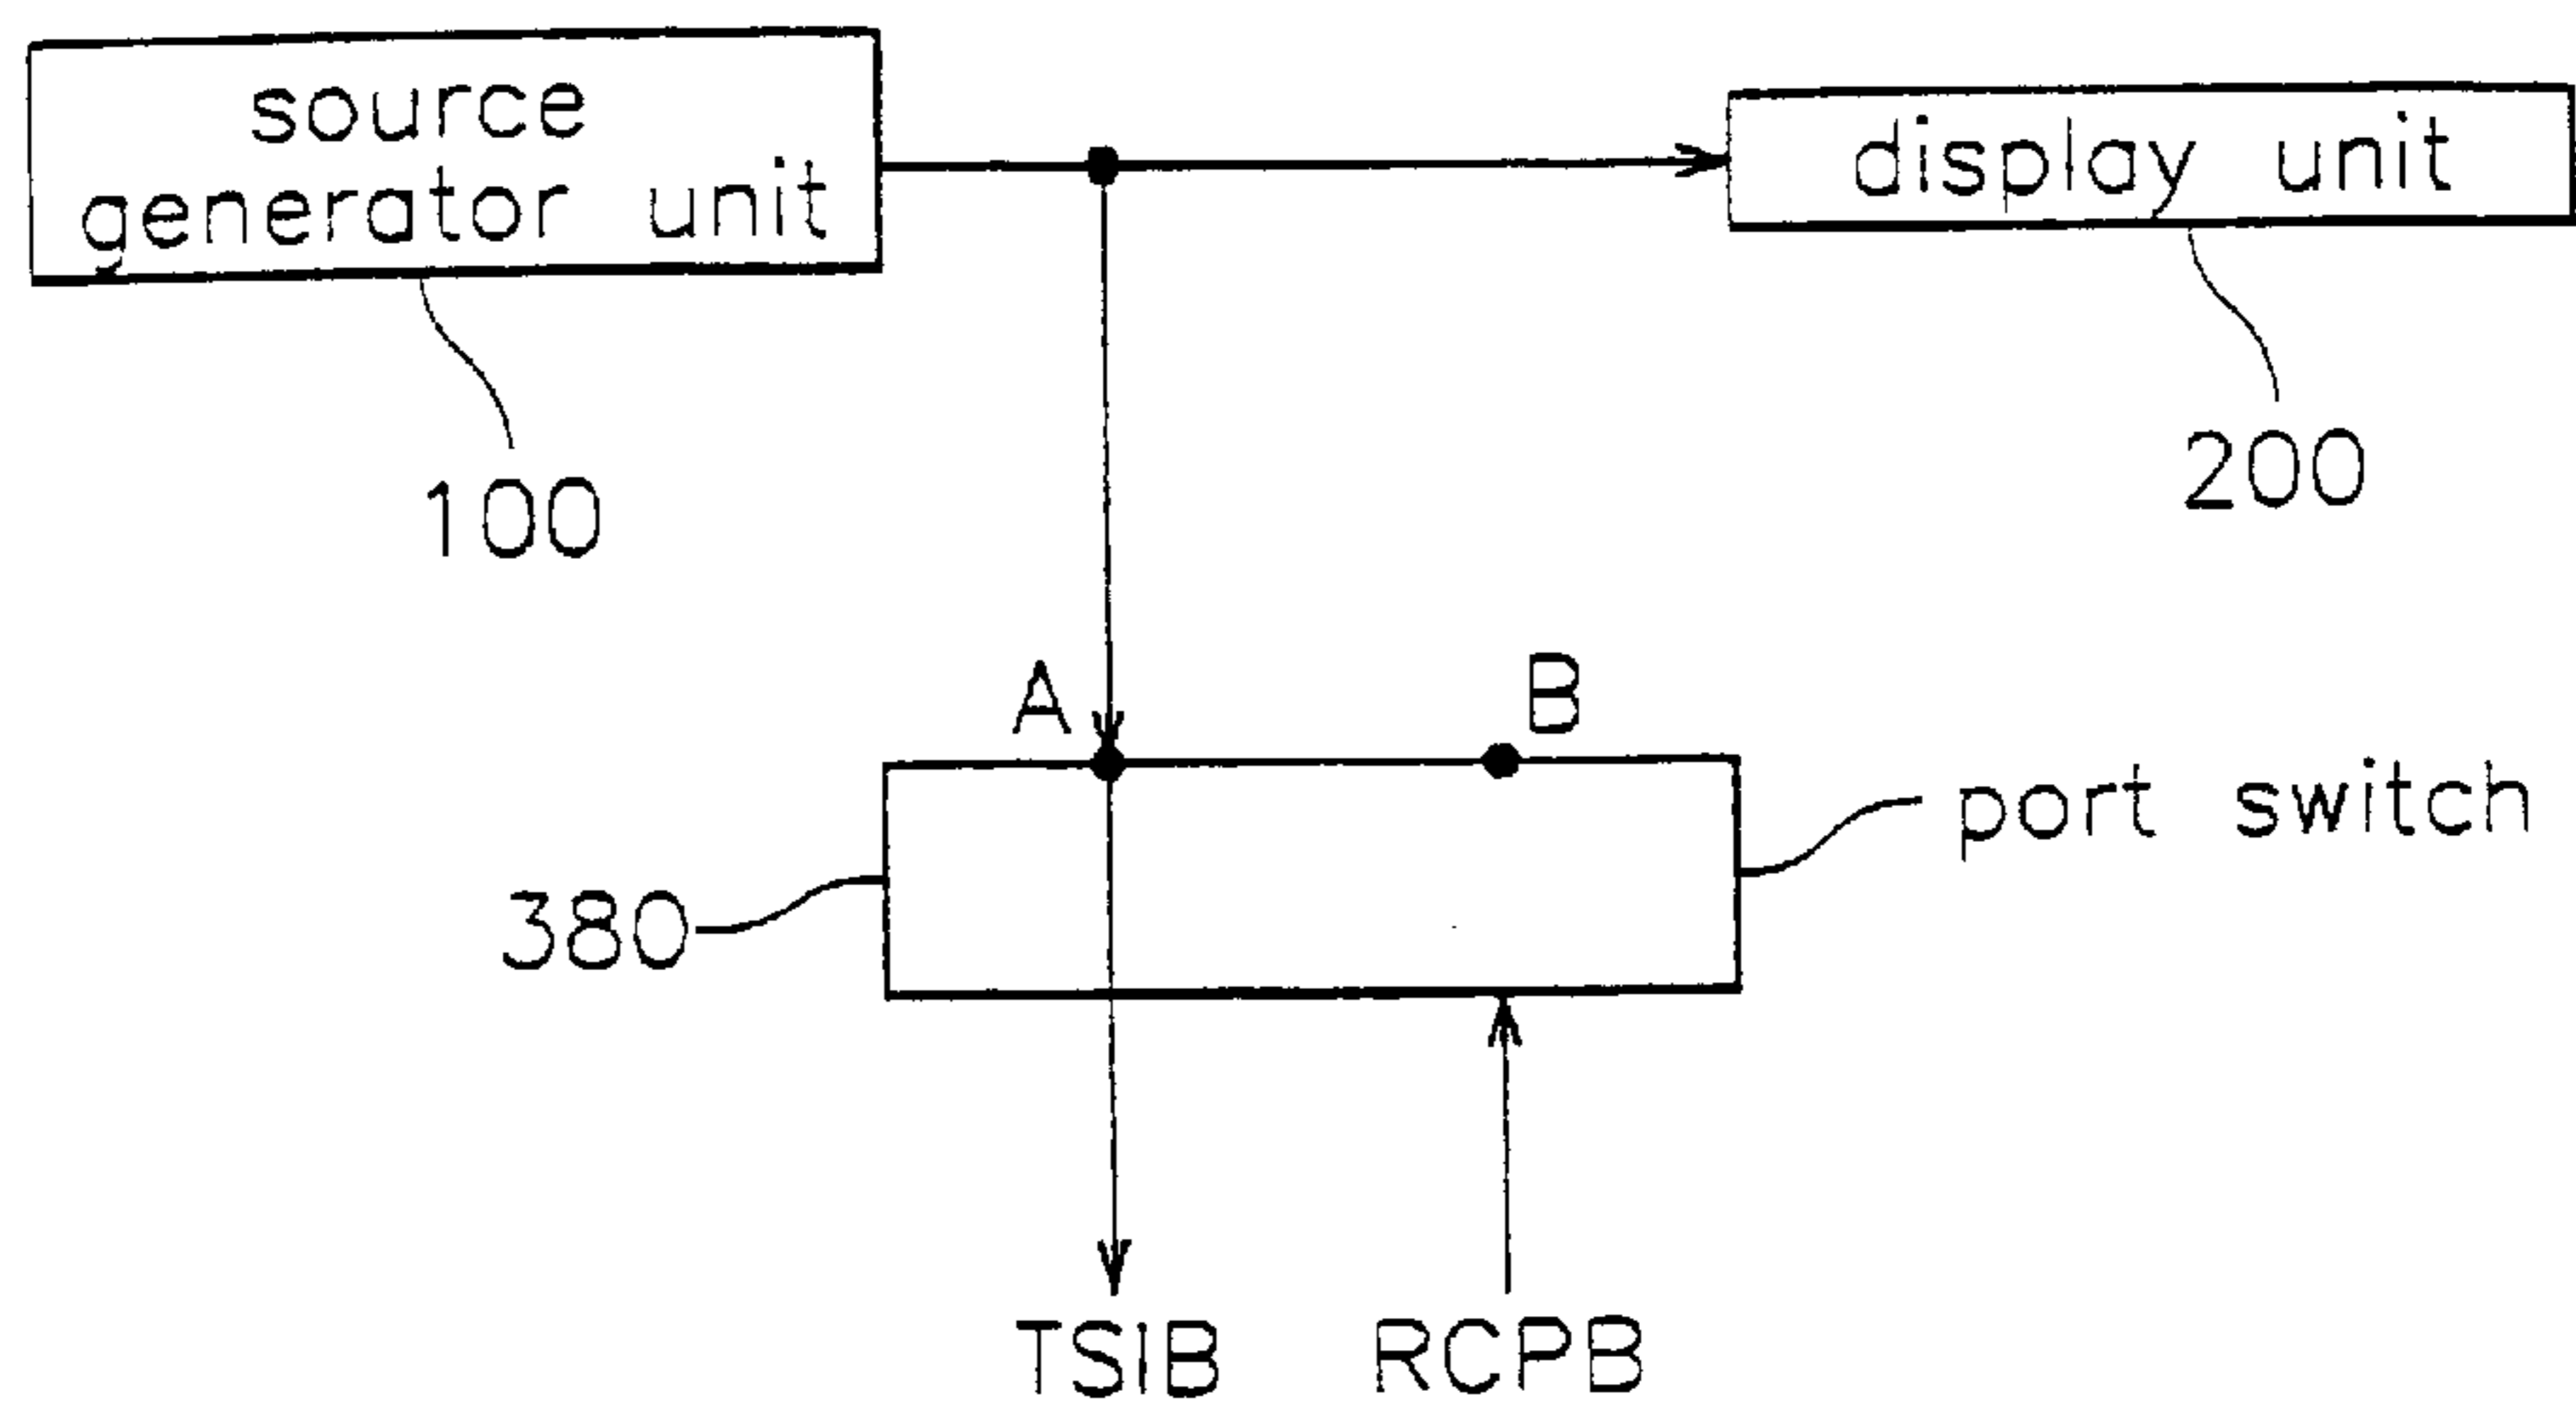 source
generator unit
display unit
100
200
A
B
port switch
380
TSIB
RCPB